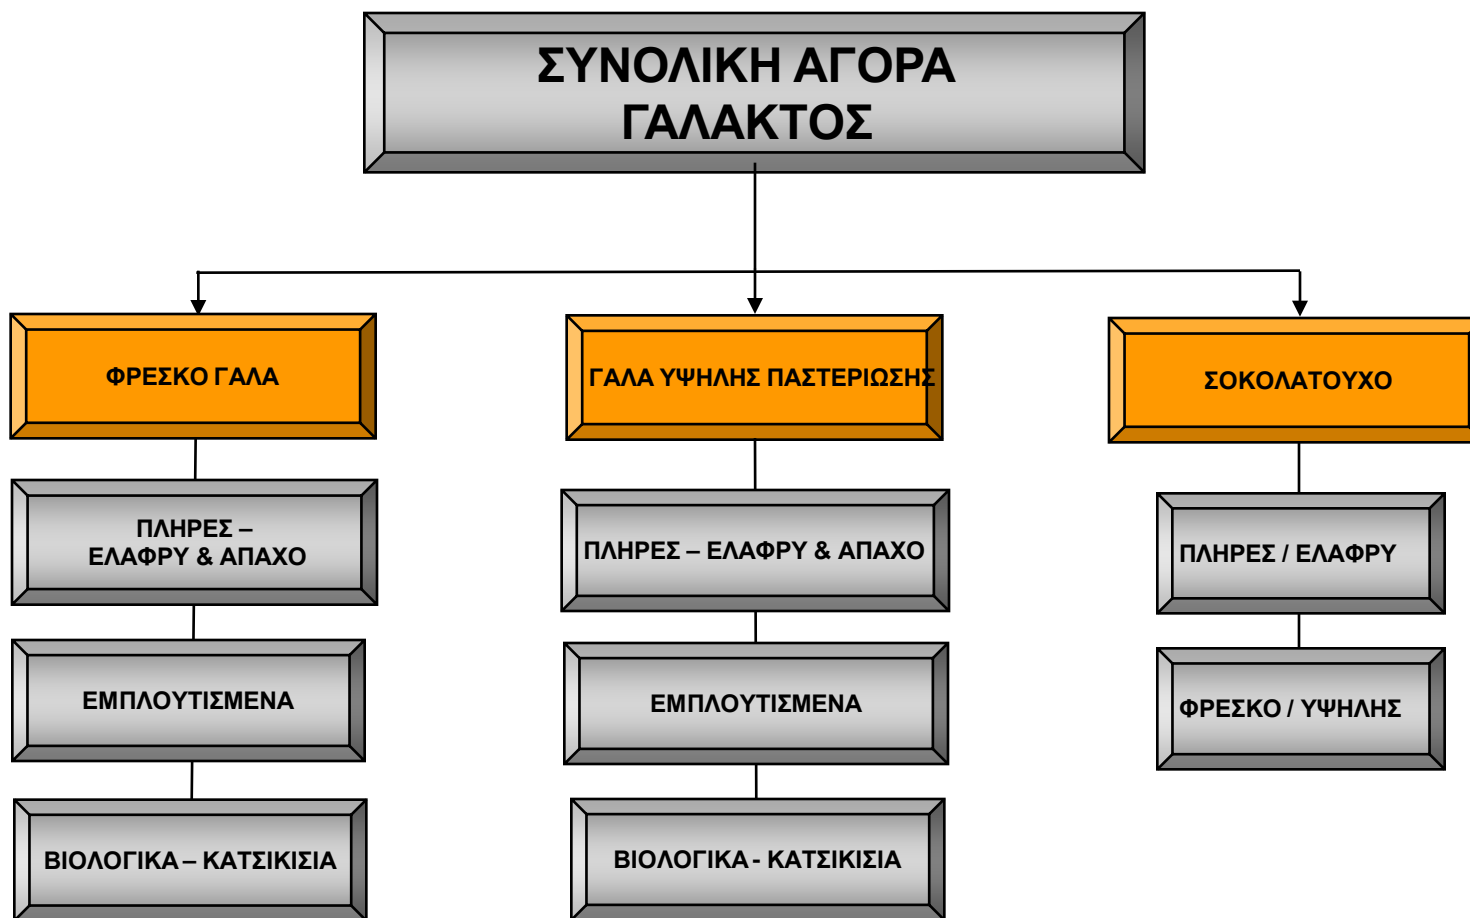 ΣΥΝΟΛΙΚΗ ΑΓΟΡΑ
ΓΑΛΑΚΤΟΣ
ΦΡΕΣΚΟ ΓΑΛΑ
ΓΑΛΑ ΥΨΗΛΗΣ ΠΑΣΤΕΡΙΩΣΗΣ
ΣΟΚΟΛΑΤΟΥΧΟ
ΠΛΗΡΕΣ –
ΕΛΑΦΡΥ & ΑΠΑΧΟ
ΠΛΗΡΕΣ – ΕΛΑΦΡΥ & ΑΠΑΧΟ
ΠΛΗΡΕΣ / ΕΛΑΦΡΥ
ΕΜΠΛΟΥΤΙΣΜΕΝΑ
ΕΜΠΛΟΥΤΙΣΜΕΝΑ
ΦΡΕΣΚΟ / ΥΨΗΛΗΣ
ΒΙΟΛΟΓΙΚΑ – ΚΑΤΣΙΚΙΣΙΑ
ΒΙΟΛΟΓΙΚΑ - ΚΑΤΣΙΚΙΣΙΑ